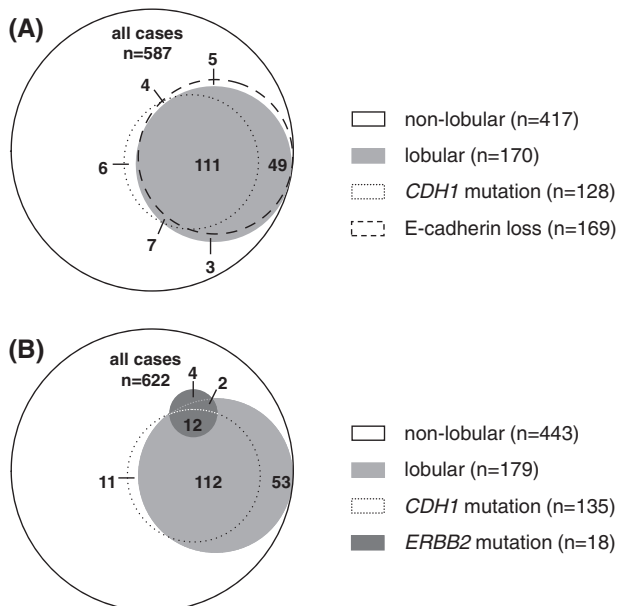 (A)
all cases
n=587
5
4
6
111
49
7
3
non-lobular (n=417)
lobular (n=170)
CDH1 mutation (n=128)
E-cadherin loss (n=169)
(B)
all cases
n=622
4
2
12
11
112
53
non-lobular (n=443)
lobular (n=179)
CDH1 mutation (n=135)
ERBB2 mutation (n=18)